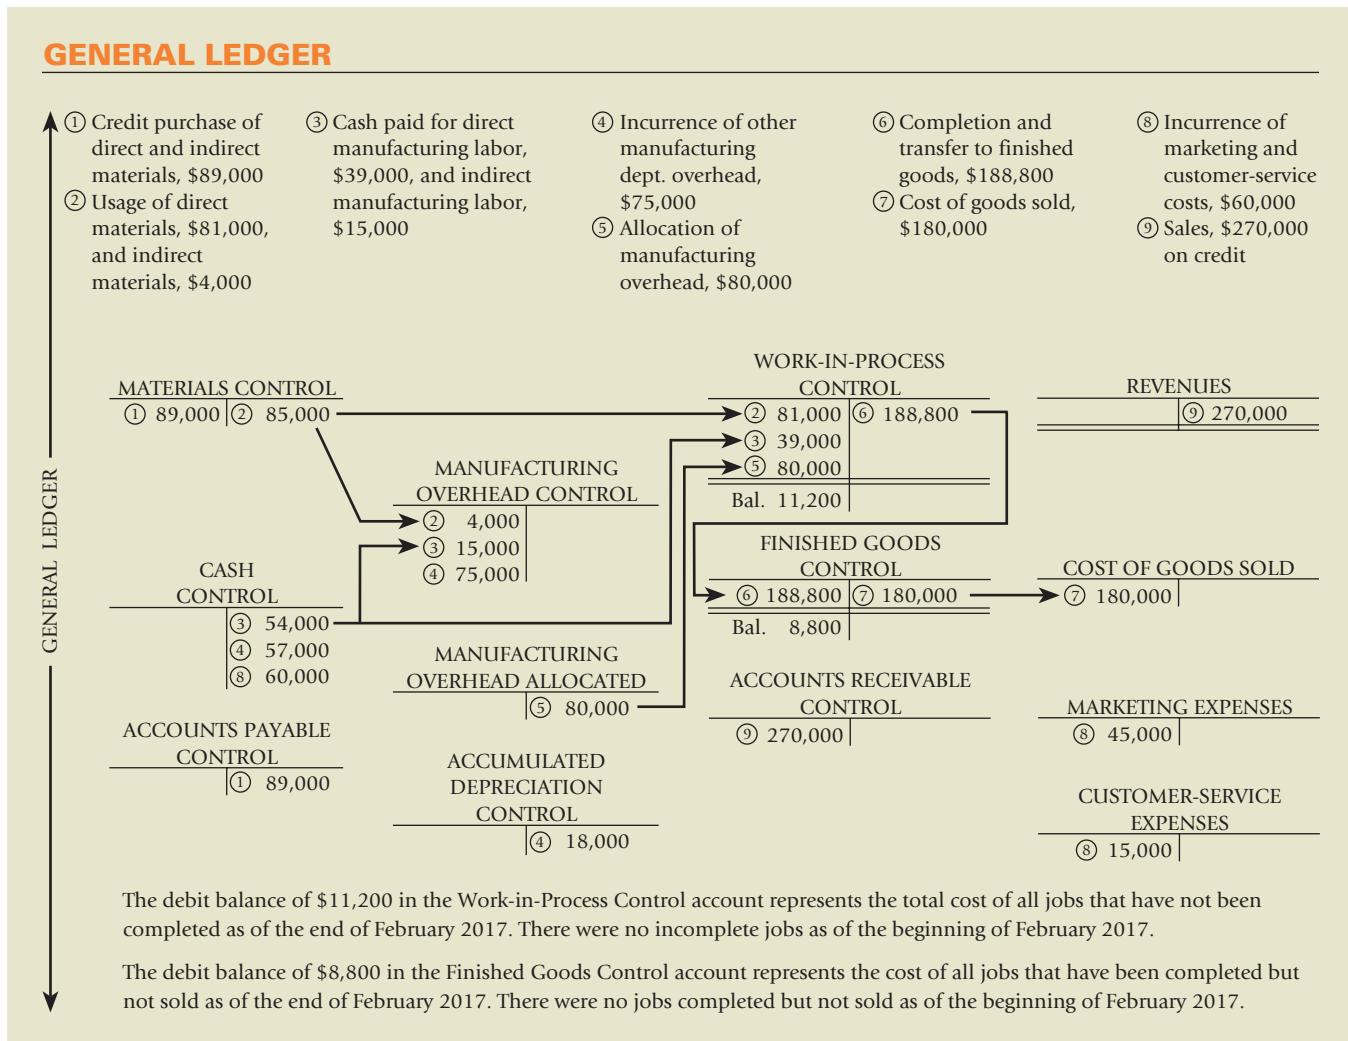 GENERAL LEDGER
① Credit purchase of
direct and indirect
materials, $89,000
② Usage of direct
materials, $81,000,
and indirect
materials, $4,000
③ Cash paid for direct
manufacturing labor,
$39,000, and indirect
manufacturing labor,
$15,000
④ Incurrence of other
manufacturing
dept. overhead,
$75,000
⑤ Allocation of
manufacturing
overhead, $80,000
⑥ Completion and
transfer to finished
goods, $188,800
⑦ Cost of goods sold,
$180,000
⑧ Incurrence of
marketing and
customer-service
costs, $60,000
⑨ Sales, $270,000
on credit
GENERAL LEDGER
MATERIALS CONTROL
① 89,000 ② 85,000
CASH
CONTROL
③ 54,000
④ 57,000
⑧ 60,000
ACCOUNTS PAYABLE
CONTROL
① 89,000
MANUFACTURING
OVERHEAD CONTROL
② 4,000
③ 15,000
④ 75,000
MANUFACTURING
OVERHEAD ALLOCATED
⑤ 80,000
ACCUMULATED
DEPRECIATION
CONTROL
④ 18,000
WORK-IN-PROCESS
CONTROL
② 81,000 ⑥ 188,800
③ 39,000
⑤ 80,000
Bal. 11,200
FINISHED GOODS
CONTROL
⑥ 188,800 ⑦ 180,000
Bal. 8,800
ACCOUNTS RECEIVABLE
CONTROL
⑨ 270,000
REVENUES
⑨ 270,000
COST OF GOODS SOLD
⑦ 180,000
MARKETING EXPENSES
⑧ 45,000
CUSTOMER-SERVICE
EXPENSES
⑧ 15,000
The debit balance of $11,200 in the Work-in-Process Control account represents the total cost of all jobs that have not been
completed as of the end of February 2017. There were no incomplete jobs as of the beginning of February 2017.
The debit balance of $8,800 in the Finished Goods Control account represents the cost of all jobs that have been completed but
not sold as of the end of February 2017. There were no jobs completed but not sold as of the beginning of February 2017.